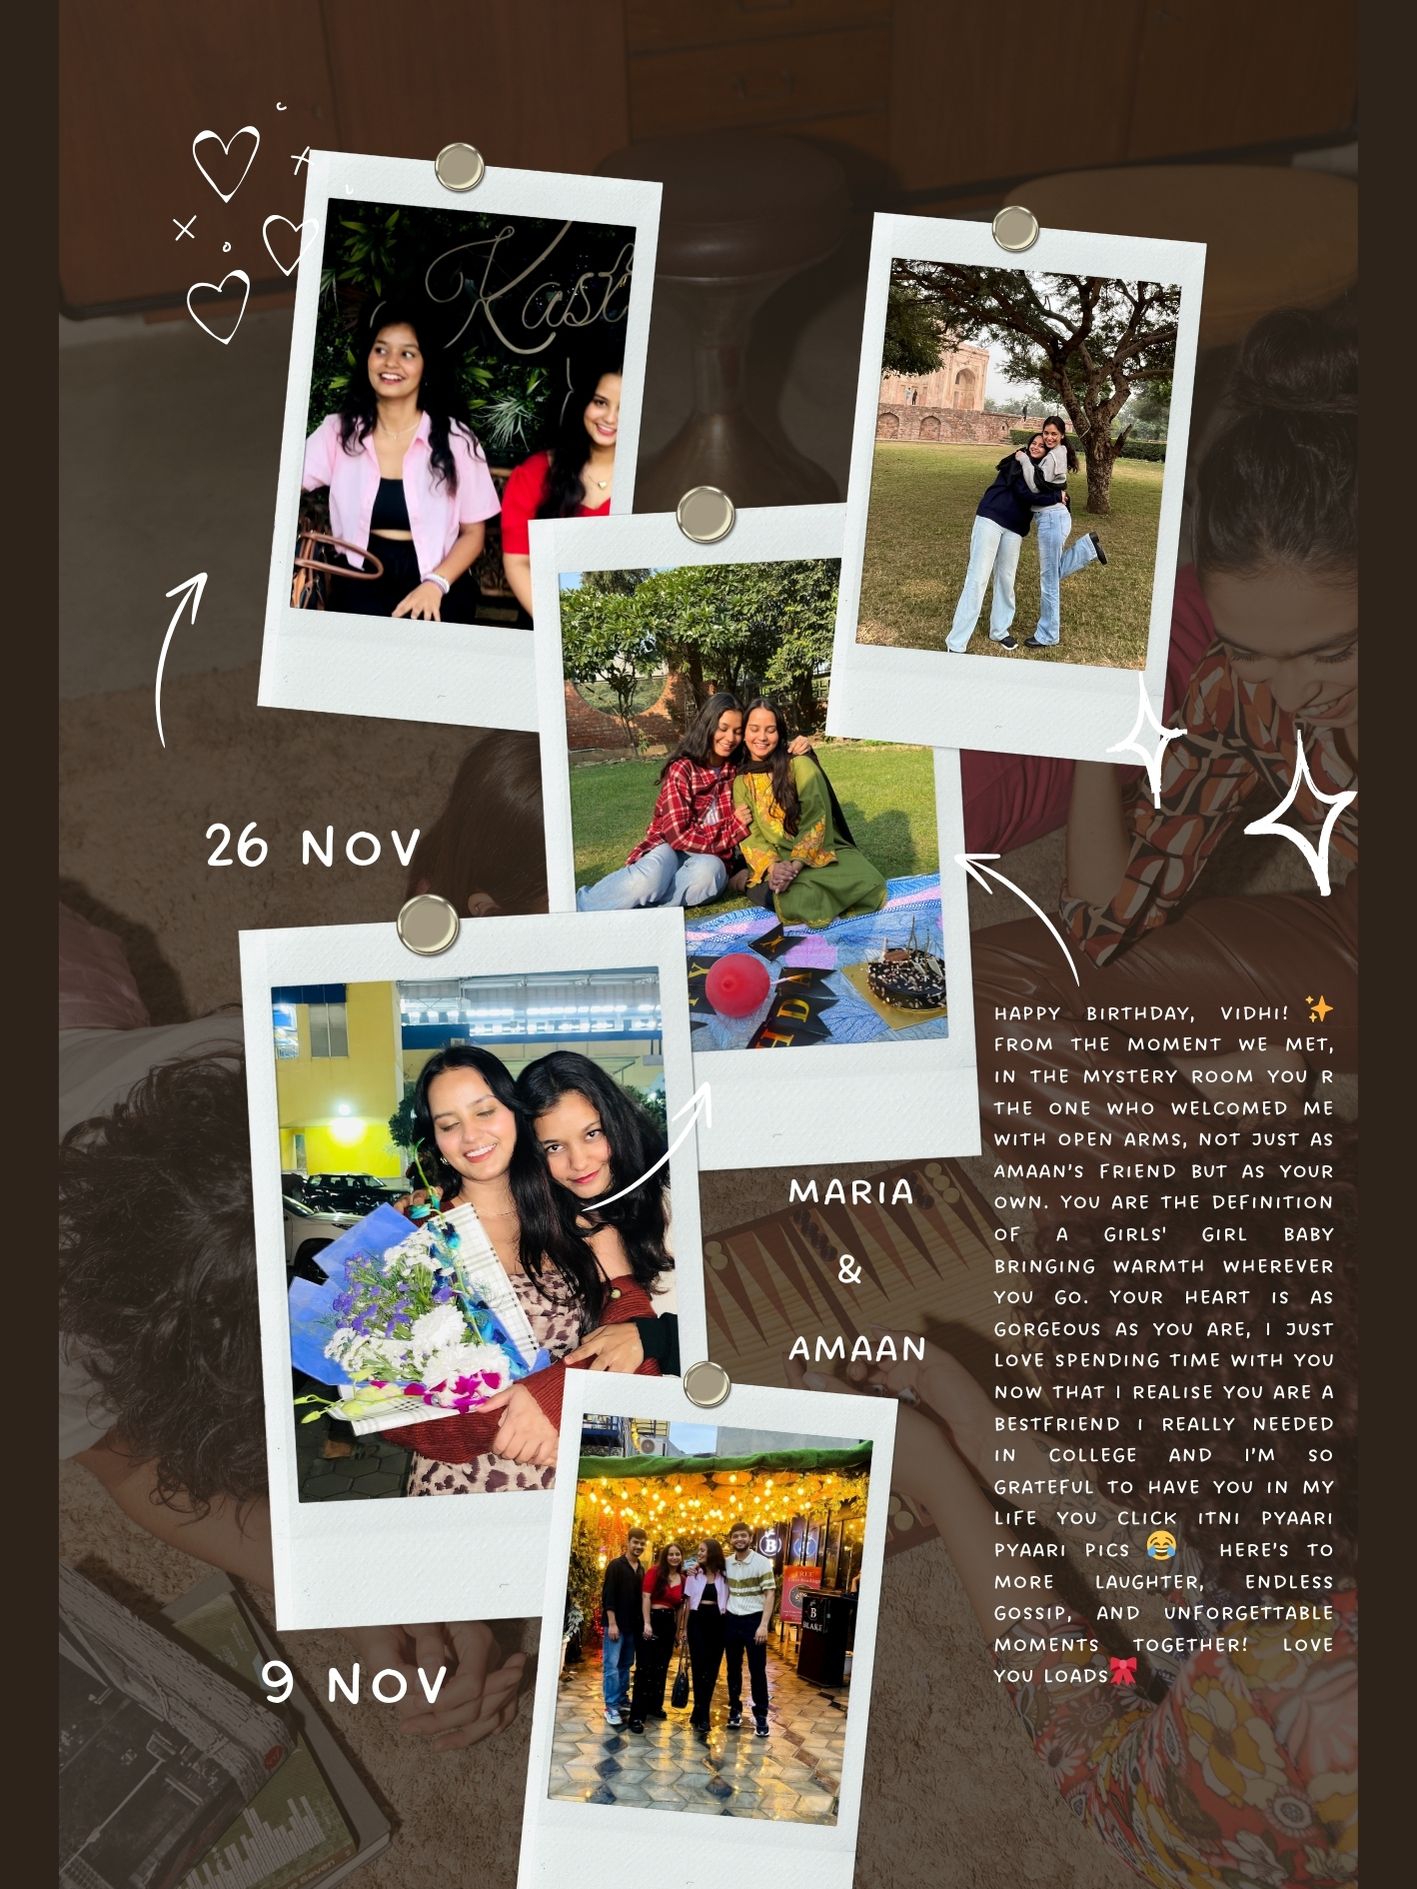 Kast
26 NOV
HAPPY BIRTHDAY, VIDHI! ✨
FROM THE MOMENT WE MET,
IN THE MYSTERY ROOM YOU R
THE ONE WHO WELCOMED ME
WITH OPEN ARMS, NOT JUST AS
AMAAN'S FRIEND BUT AS YOUR
OWN. YOU ARE THE DEFINITION
OF A GIRLS' GIRL BABY
BRINGING WARMTH WHEREVER
YOU GO. YOUR HEART IS AS
GORGEOUS AS YOU ARE, I JUST
LOVE SPENDING TIME WITH YOU
NOW THAT I REALISE YOU ARE A
BESTFRIEND I REALLY NEEDED
IN COLLEGE AND I'M SO
GRATEFUL TO HAVE YOU IN MY
LIFE YOU CLICK ITNI PYAARI
PYAARI PICS 😂 HERE'S TO
MORE LAUGHTER, ENDLESS
GOSSIP, AND UNFORGETTABLE
MOMENTS TOGETHER! LOVE
YOU LOADS🎀
MARIA
&
AMAAN
9 NOV
B
FREE
B
BLAKE